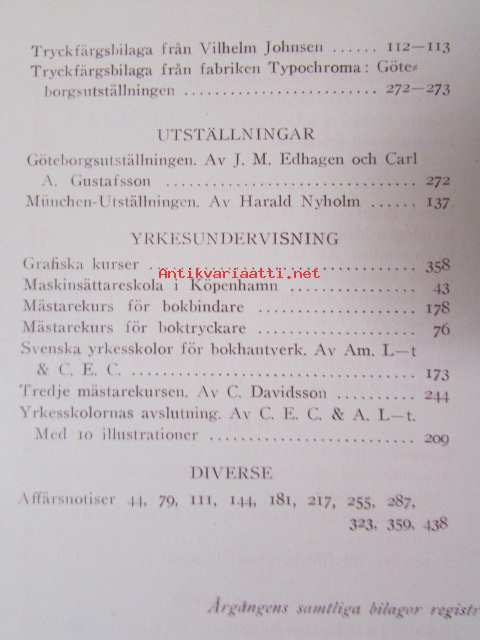 Tryckfärgsbilaga från Vilhelm Johnsen ...... 112—113
Tryckfärgsbilaga från fabriken Typochroma: Göte-
borgsutställningen .......................... 272—273
UTSTÄLLNINGAR
Göteborgsutställningen. Av J. M. Edhagen och Carl
A. Gustafsson .............................. 272
München-Utställningen. Av Harald Nyholm ...... 137
YRKESUNDERVISNING
Grafiska kurser .............................. 358
Antikvariaatti.net
Maskinsättareskola i Köpenhamn .............. 43
Mästarekurs för bokbindare .................. 178
Mästarekurs för boktryckare .................. 76
Svenska yrkesskolor för bokhantverk. Av Am. L—t
& C. E. C. .................................. 173
Tredje mästarekursen. Av C. Davidsson .......... 244
Yrkesskolornas avslutning. Av C. E. C. & A. L—t.
Med 10 illustrationer ........................ 209
DIVERSE
Affärsnotiser 44, 79, 111, 144, 181, 217, 255, 287,
323, 359, 438
Årgångens samtliga bilagor registr